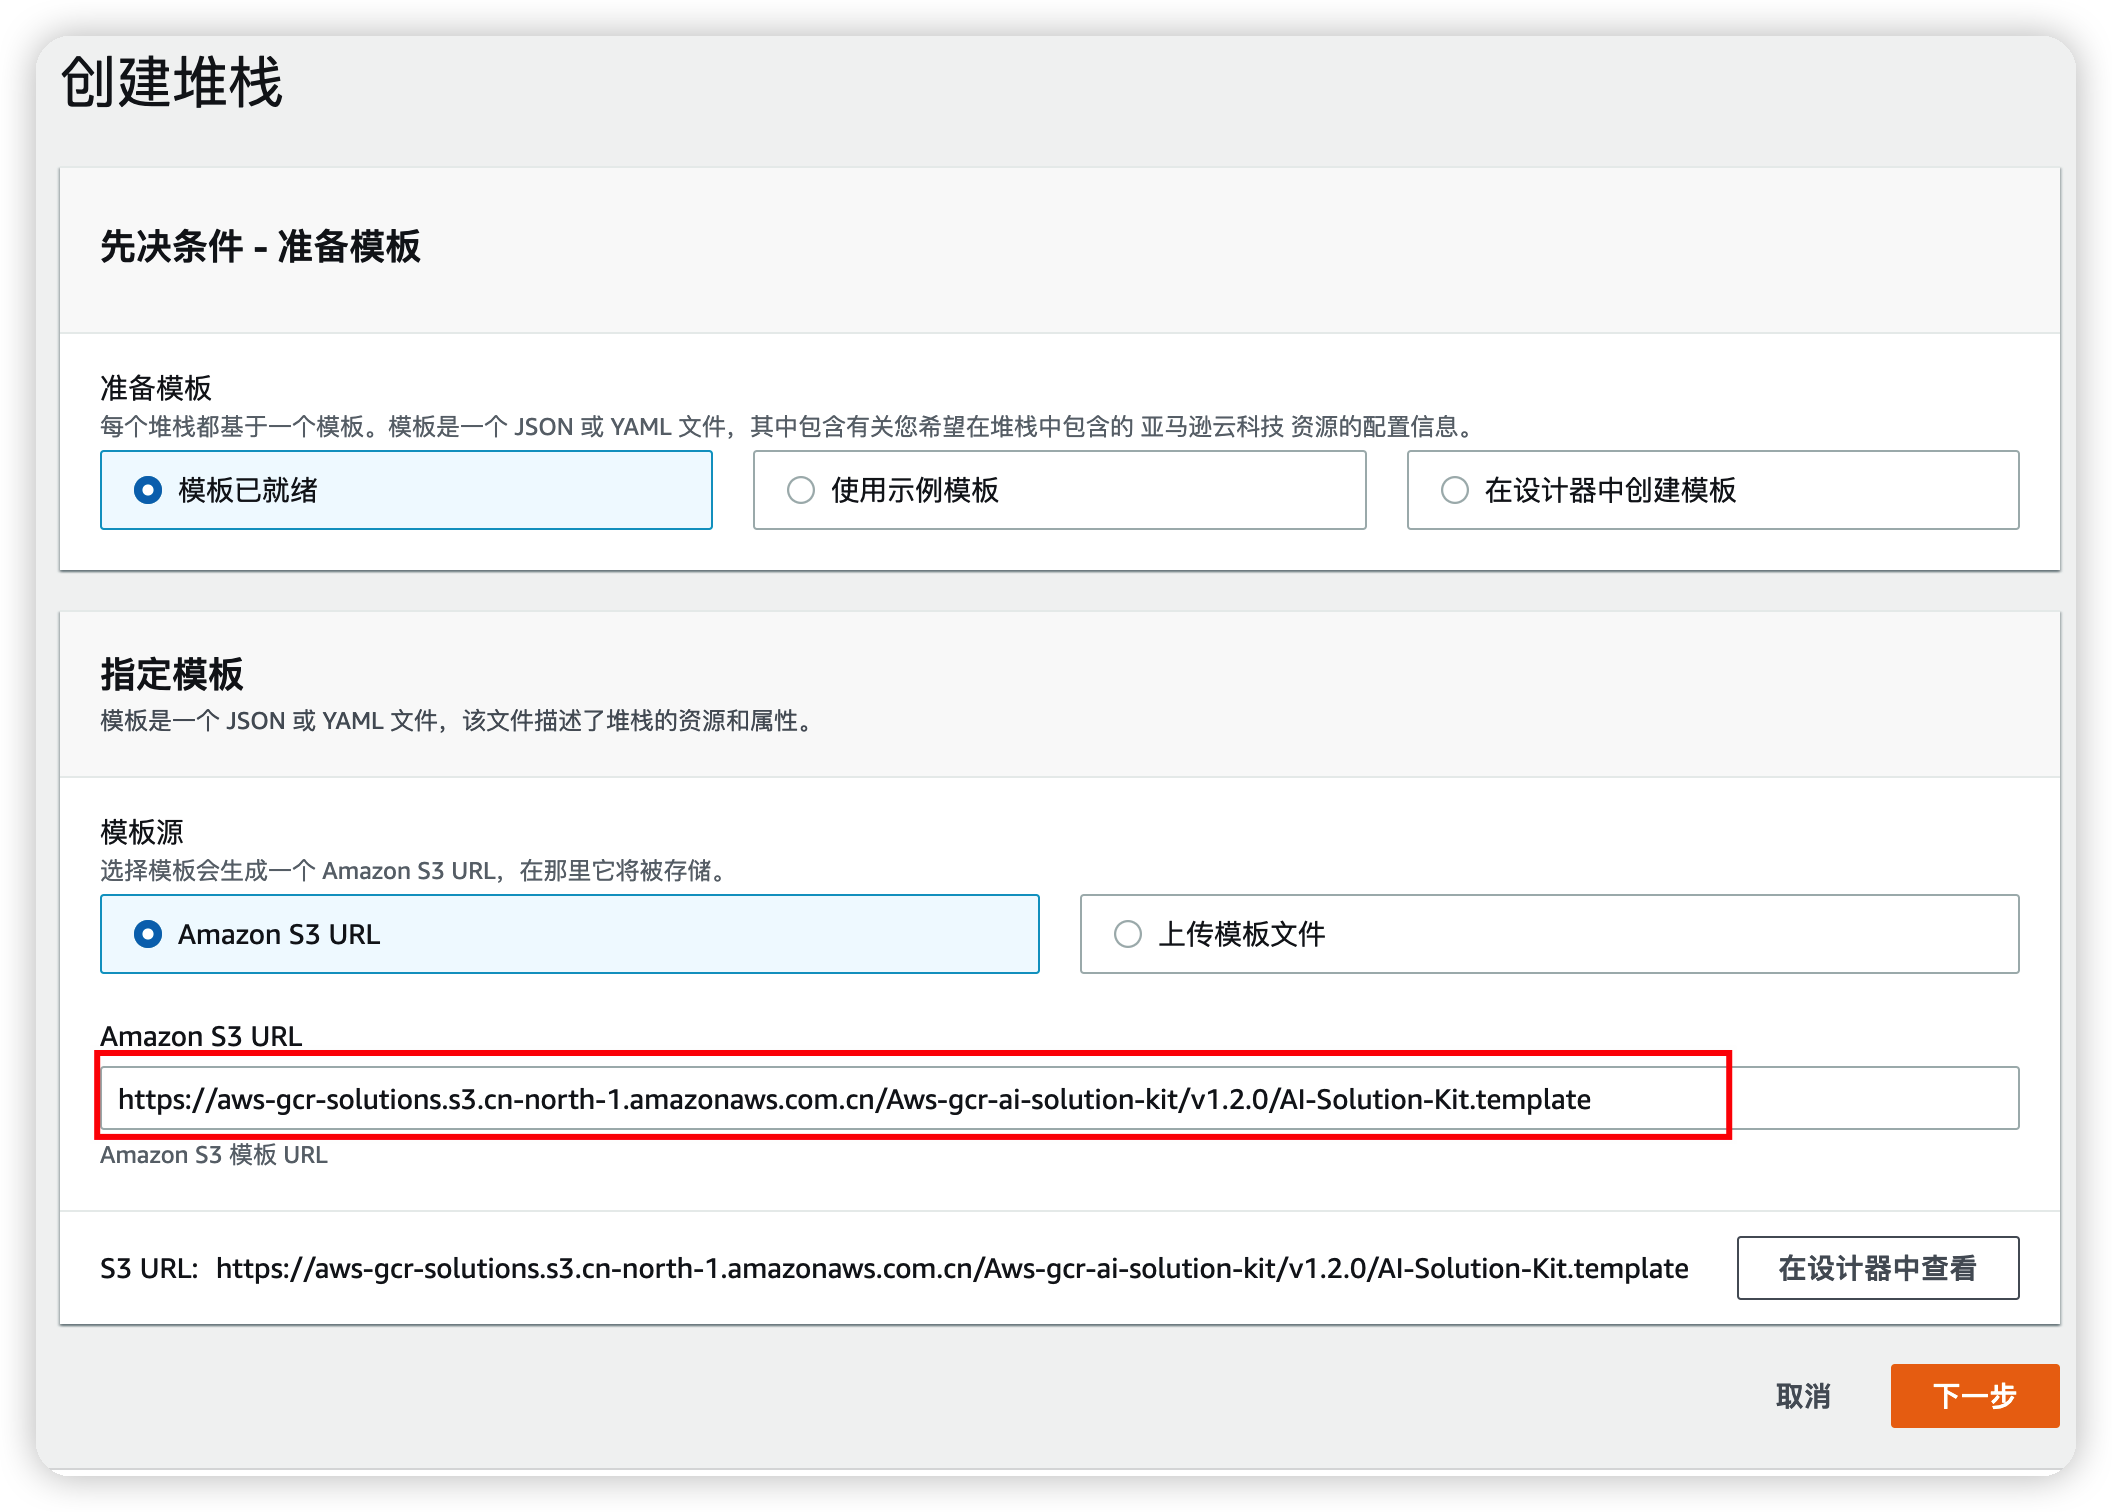 创建堆栈
先决条件 - 准备模板
准备模板
每个堆栈都基于一个模板。模板是一个 JSON 或 YAML 文件，其中包含有关您希望在堆栈中包含的 亚马逊云科技 资源的配置信息。
模板已就绪
使用示例模板
在设计器中创建模板
指定模板
模板是一个 JSON 或 YAML 文件，该文件描述了堆栈的资源和属性。
模板源
选择模板会生成一个 Amazon S3 URL，在那里它将被存储。
Amazon S3 URL
上传模板文件
Amazon S3 URL
https://aws-gcr-solutions.s3.cn-north-1.amazonaws.com.cn/Aws-gcr-ai-solution-kit/v1.2.0/AI-Solution-Kit.template
Amazon S3 模板 URL
S3 URL: https://aws-gcr-solutions.s3.cn-north-1.amazonaws.com.cn/Aws-gcr-ai-solution-kit/v1.2.0/AI-Solution-Kit.template
在设计器中查看
取消
下一步